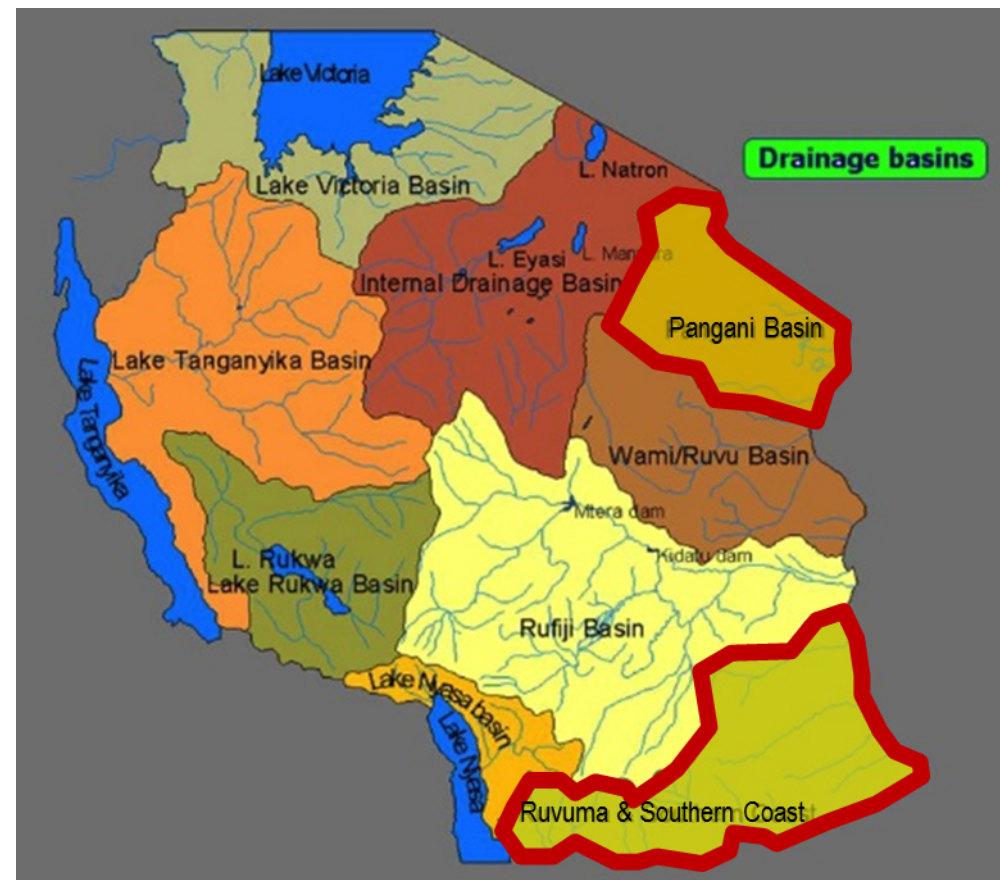 Lake Victoria
Drainage basins
L. Natron
Lake Victoria Basin
L. Eyasi
L. Man ra
Internal Drainage Basin
Pangani Basin
Lake Tanganyika Basin
Lake Tanganyika
Wami/Ruvu Basin
Mtera dam
Kidatu dam
L. Rukwa
Lake Rukwa Basin
Rufiji Basin
Lake Nyasa basin
Lake Nyasa
Ruvuma & Southern Coast